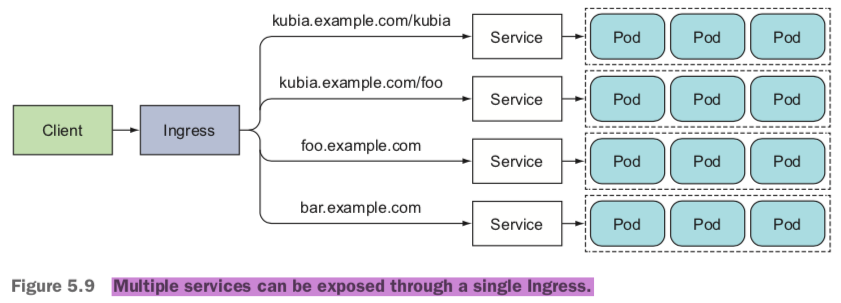 kubia.example.com/kubia
Service Pod Pod Pod
kubia.example.com/foo
Service Pod Pod Pod
Client Ingress
foo.example.com
Service Pod Pod Pod
bar.example.com
Service Pod Pod Pod
Figure 5.9 Multiple services can be exposed through a single Ingress.